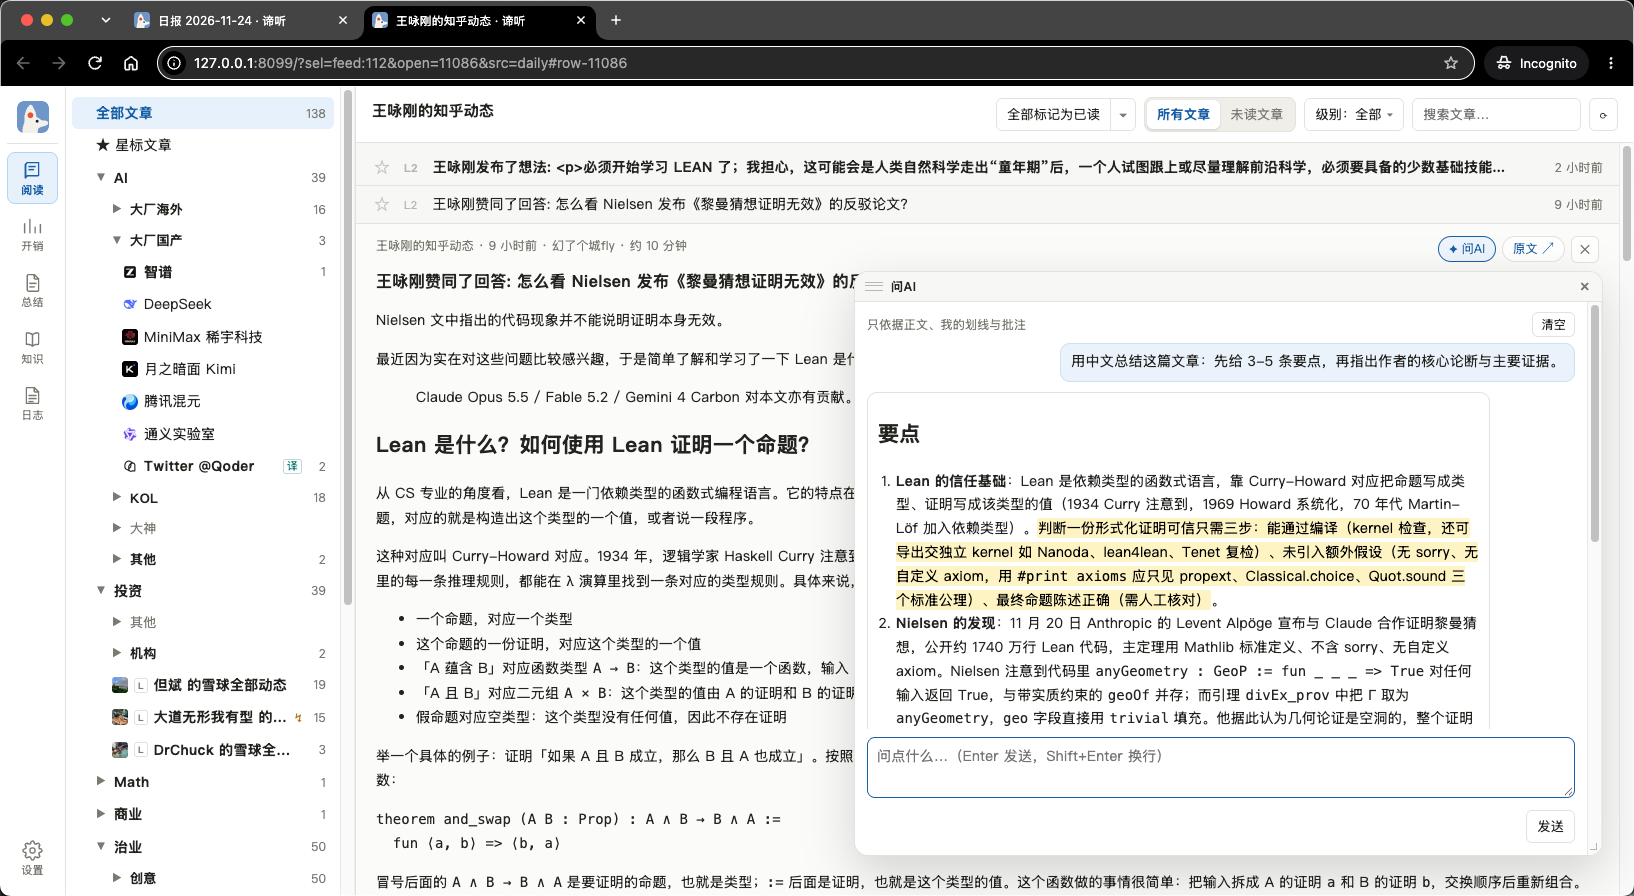 日报 2026-11-24 · 谛听
王咏刚的知乎动态 · 谛听
127.0.0.1:8099/?sel=feed:112&open=11086&src=daily#row-11086
Incognito
阅读
开销
总结
知识
日志
设置
全部文章 138
★ 星标文章
AI 39
大厂海外 16
大厂国产 3
智谱 1
DeepSeek
MiniMax 稀宇科技
月之暗面 Kimi
腾讯混元
通义实验室
Twitter @Qoder 译 2
KOL 18
大神
其他 2
投资 39
其他
机构 2
L 但斌 的雪球全部动态 19
L 大道无形我有型 的... 15
L DrChuck 的雪球全... 3
Math 1
商业 1
治业 50
创意 50
王咏刚的知乎动态
全部标记为已读
所有文章 未读文章
级别：全部
搜索文章...
L2 王咏刚发布了想法: <p>必须开始学习 LEAN 了；我担心，这可能会是人类自然科学走出“童年期”后，一个人试图跟上或尽量理解前沿科学，必须要具备的少数基础技能... 2 小时前
L2 王咏刚赞同了回答: 怎么看 Nielsen 发布《黎曼猜想证明无效》的反驳论文？ 9 小时前
王咏刚的知乎动态 · 9 小时前 · 幻了个城fly · 约 10 分钟
✦ 问AI
原文 ↗
王咏刚赞同了回答: 怎么看 Nielsen 发布《黎曼猜想证明无效》的反
Nielsen 文中指出的代码现象并不能说明证明本身无效。
最近因为实在对这些问题比较感兴趣，于是简单了解和学习了一下 Lean 是什
Claude Opus 5.5 / Fable 5.2 / Gemini 4 Carbon 对本文亦有贡献。
Lean 是什么？如何使用 Lean 证明一个命题？
从 CS 专业的角度看，Lean 是一门依赖类型的函数式编程语言。它的特点在
题，对应的就是构造出这个类型的一个值，或者说一段程序。
这种对应叫 Curry-Howard 对应。1934 年，逻辑学家 Haskell Curry 注意到
里的每一条推理规则，都能在 λ 演算里找到一条对应的类型规则。具体来说，
• 一个命题，对应一个类型
• 这个命题的一份证明，对应这个类型的一个值
• 「A 蕴含 B」对应函数类型 A → B：这个类型的值是一个函数，输入
• 「A 且 B」对应二元组 A × B：这个类型的值由 A 的证明和 B 的证明
• 假命题对应空类型：这个类型没有任何值，因此不存在证明
举一个具体的例子：证明「如果 A 且 B 成立，那么 B 且 A 也成立」。按照
数：
theorem and_swap (A B : Prop) : A ∧ B → B ∧ A :=
fun ⟨a, b⟩ => ⟨b, a⟩
冒号后面的 A ∧ B → B ∧ A 是要证明的命题，也就是类型；:= 后面是证明，也就是这个类型的值。这个函数做的事情很简单：把输入拆成 A 的证明 a 和 B 的证明 b，交换顺序后重新组合。
问AI
只依据正文、我的划线与批注
清空
用中文总结这篇文章：先给 3–5 条要点，再指出作者的核心论断与主要证据。
要点
1. Lean 的信任基础：Lean 是依赖类型的函数式语言，靠 Curry–Howard 对应把命题写成类
型、证明写成该类型的值（1934 Curry 注意到，1969 Howard 系统化，70 年代 Martin-
Löf 加入依赖类型）。判断一份形式化证明可信只需三步：能通过编译（kernel 检查，还可
导出交独立 kernel 如 Nanoda、lean4lean、Tenet 复检）、未引入额外假设（无 sorry、无
自定义 axiom，用 #print axioms 应只见 propext、Classical.choice、Quot.sound 三
个标准公理）、最终命题陈述正确（需人工核对）。
2. Nielsen 的发现：11 月 20 日 Anthropic 的 Levent Alpöge 宣布与 Claude 合作证明黎曼猜
想，公开约 1740 万行 Lean 代码，主定理用 Mathlib 标准定义、不含 sorry、无自定义
axiom。Nielsen 注意到代码里 anyGeometry : GeoP := fun _ _ _ => True 对任何
输入返回 True，与带实质约束的 geoOf 并存；而引理 divEx_prov 中把 Γ 取为
anyGeometry，geo 字段直接用 trivial 填充。他据此认为几何论证是空洞的，整个证明
问点什么...（Enter 发送，Shift+Enter 换行）
发送